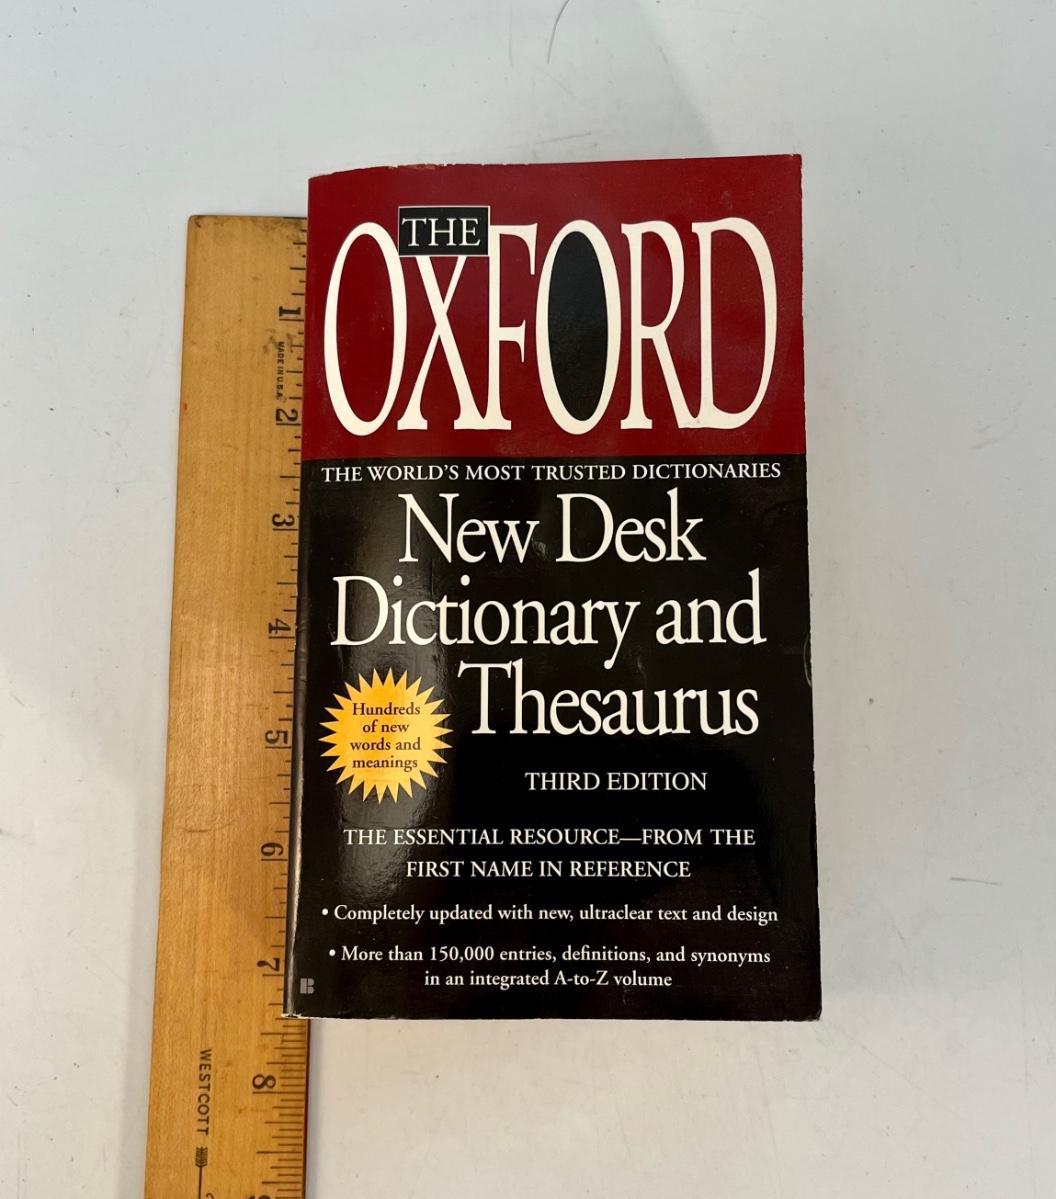 THE
OXFORD
THE WORLD'S MOST TRUSTED DICTIONARIES
New Desk
Dictionary and
Thesaurus
Hundreds
of new
words and
meanings
THIRD EDITION
THE ESSENTIAL RESOURCE—FROM THE
FIRST NAME IN REFERENCE
• Completely updated with new, ultraclear text and design
• More than 150,000 entries, definitions, and synonyms
in an integrated A-to-Z volume
B
1
MADE IN U.S.A.
2
3
4
5
6
7
8
WESTCOTT